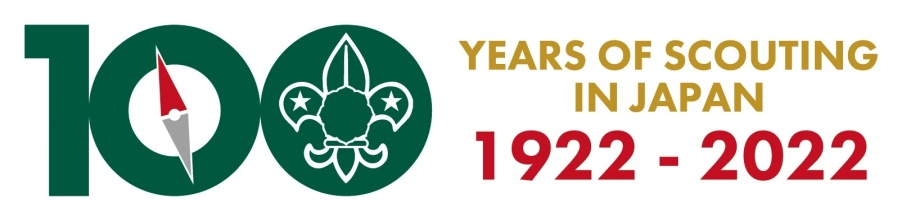 100
YEARS OF SCOUTING
IN JAPAN
1922 - 2022